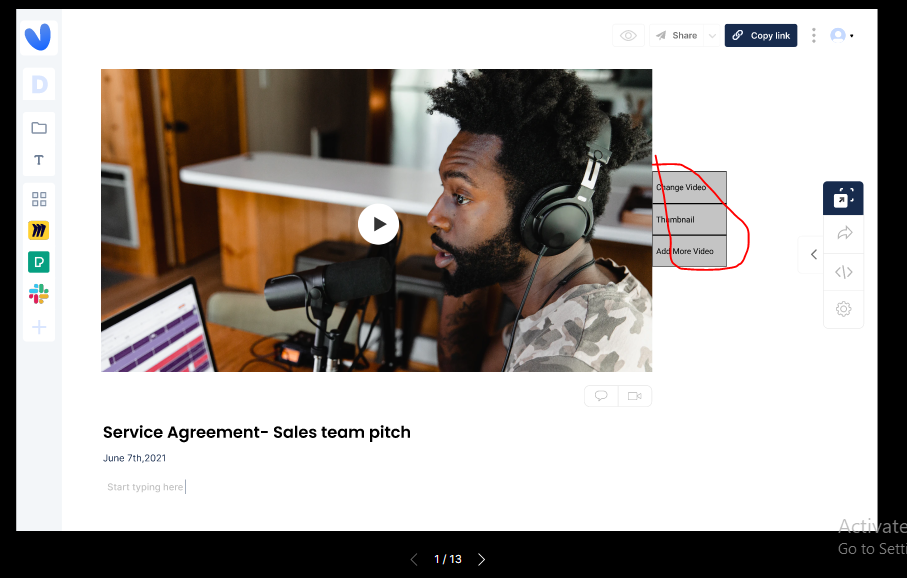 D
Share
Copy link
T
Change Video
Thumbnail
Add More Video
Service Agreement- Sales team pitch
June 7th,2021
Start typing here
Activate
Go to Setti
1 / 13